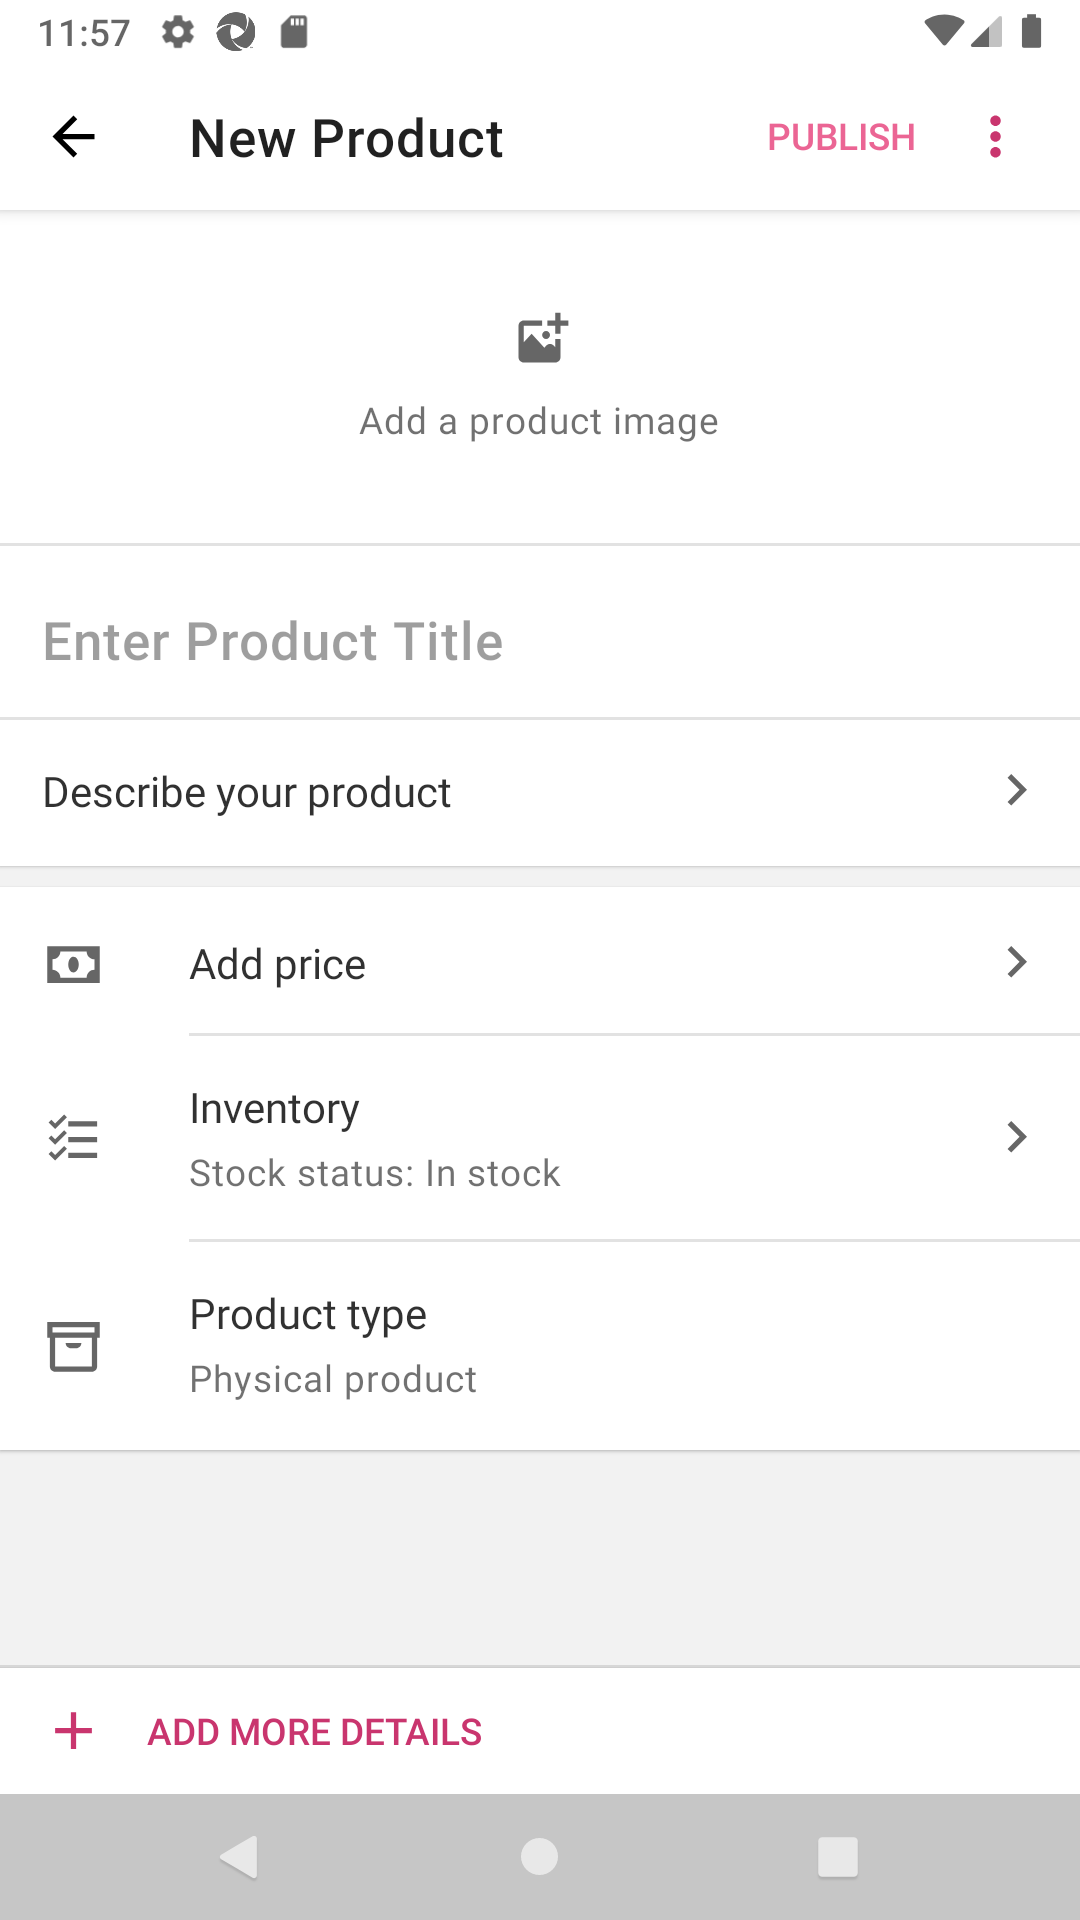 11:57
New Product
PUBLISH
Add a product image
Enter Product Title
Describe your product
Add price
Inventory
Stock status: In stock
Product type
Physical product
ADD MORE DETAILS